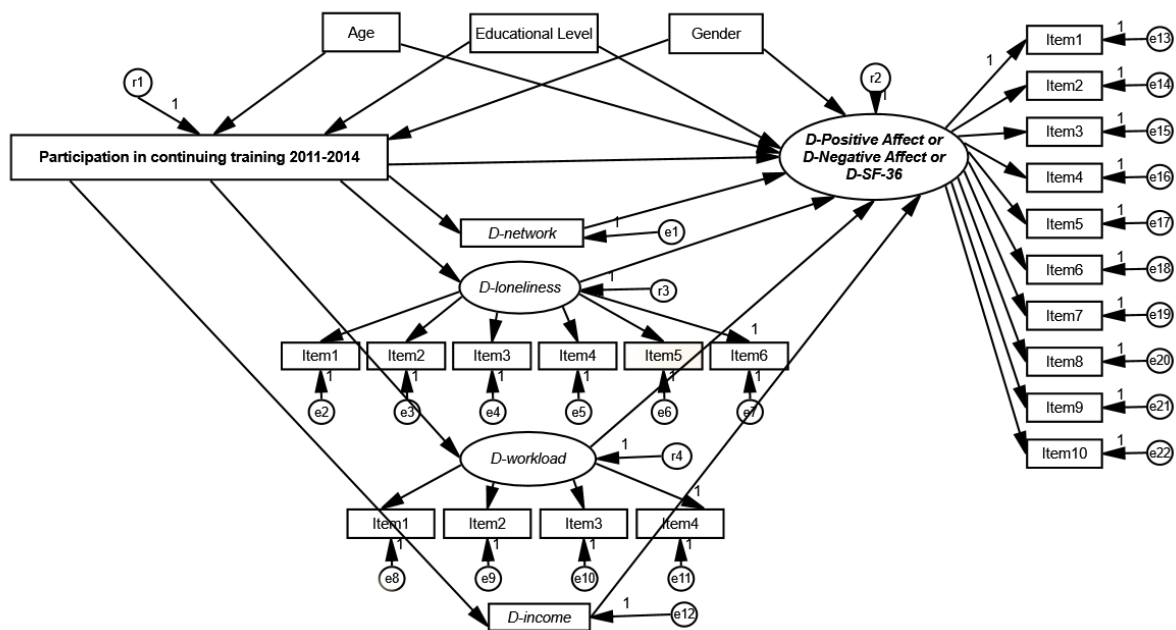 Age
Educational Level
Gender
r1
1
r2
1
Participation in continuing training 2011-2014
D-Positive Affect or
D-Negative Affect or
D-SF-36
1
Item1
1
e13
Item2
1
e14
Item3
1
e15
Item4
1
e16
Item5
1
e17
Item6
1
e18
Item7
1
e19
Item8
1
e20
Item9
1
e21
Item10
1
e22
D-network
1
e1
D-loneliness
1
r3
1
Item1
Item2
Item3
Item4
Item5
Item6
1
1
1
1
1
1
e2
e3
e4
e5
e6
e7
D-workload
1
r4
1
Item1
Item2
Item3
Item4
1
1
1
1
e8
e9
e10
e11
D-income
1
e12